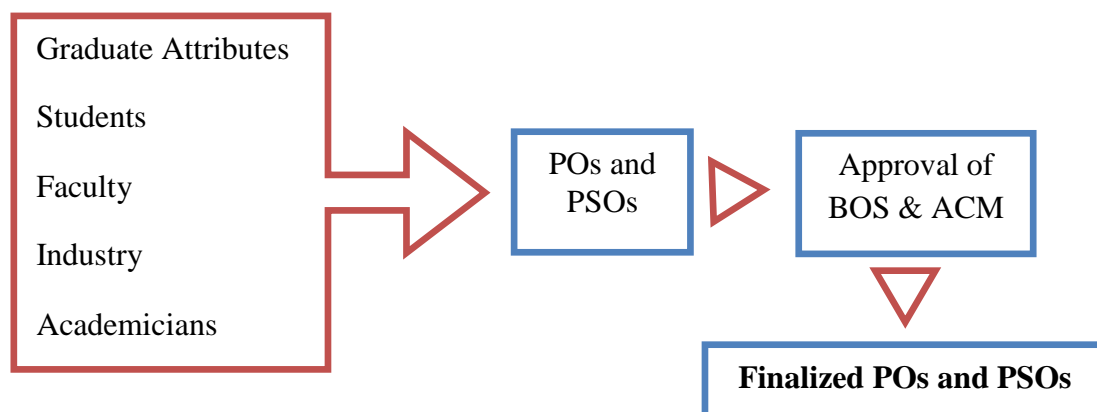 Graduate Attributes
Students
Faculty
Industry
Academicians
POs and
PSOs
Approval of
BOS & ACM
Finalized POs and PSOs